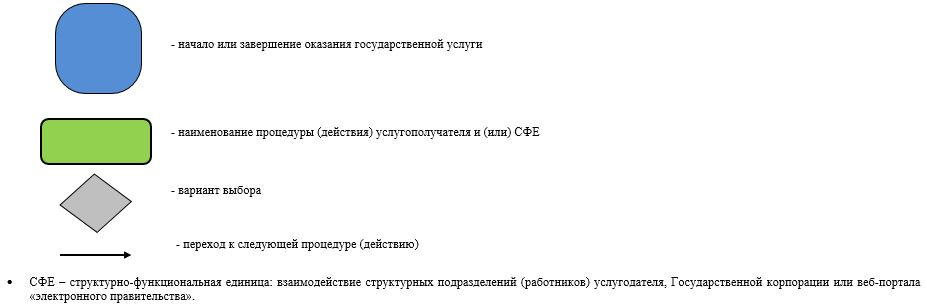 - начало или завершение оказания государственной услуги
- наименование процедуры (действия) услугополучателя и (или) СФЕ
- вариант выбора
- переход к следующей процедуре (действию)
• СФЕ – структурно-функциональная единица: взаимодействие структурных подразделений (работников) услугодателя, Государственной корпорации или веб-портала
«электронного правительства».